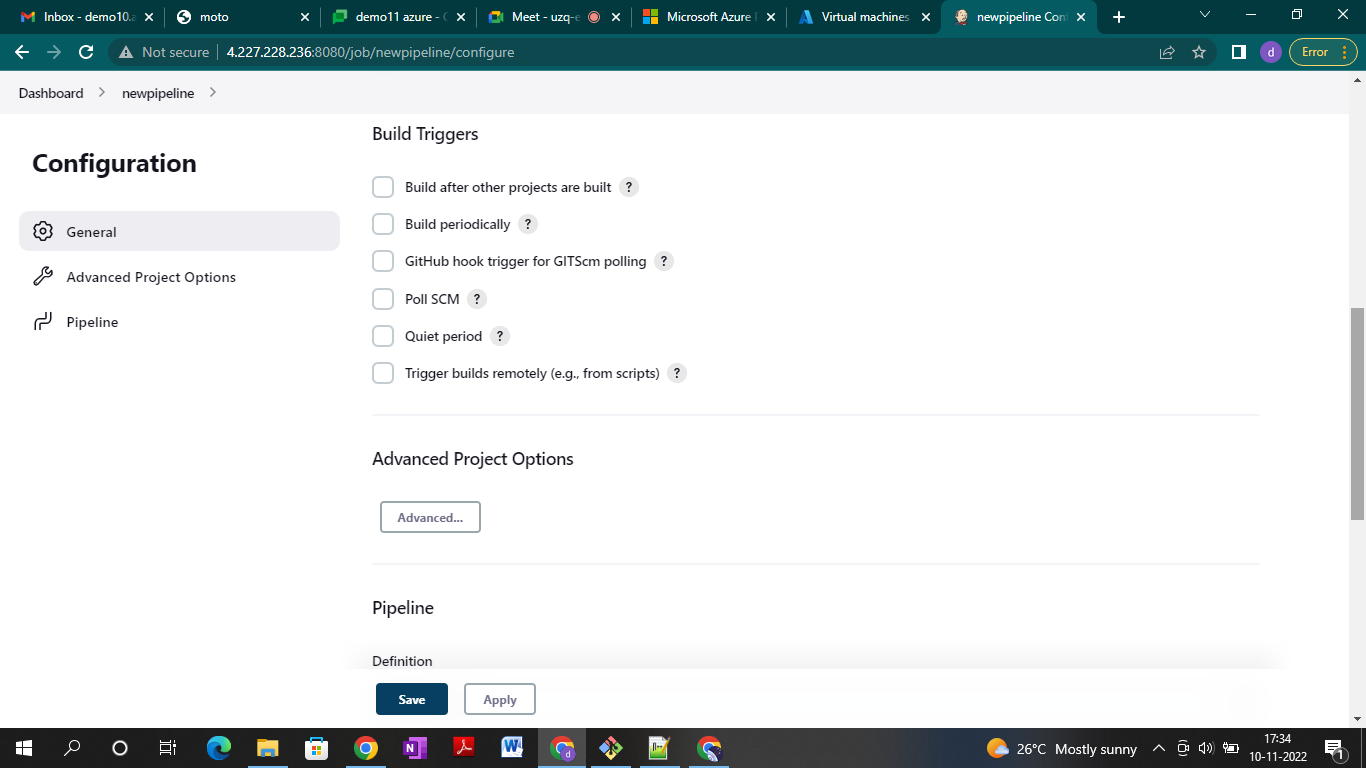 Inbox - demo10.a
moto
demo11 azure - C
Meet - uzq-e
Microsoft Azure
Virtual machines
newpipeline Con
Not secure
4.227.228.236:8080/job/newpipeline/configure
d
Error
Dashboard
newpipeline
Configuration
General
Advanced Project Options
Pipeline
Build Triggers
Build after other projects are built ?
Build periodically ?
GitHub hook trigger for GITScm polling ?
Poll SCM ?
Quiet period ?
Trigger builds remotely (e.g., from scripts) ?
Advanced Project Options
Advanced...
Pipeline
Definition
Save
Apply
26°C Mostly sunny
17:34
10-11-2022
1